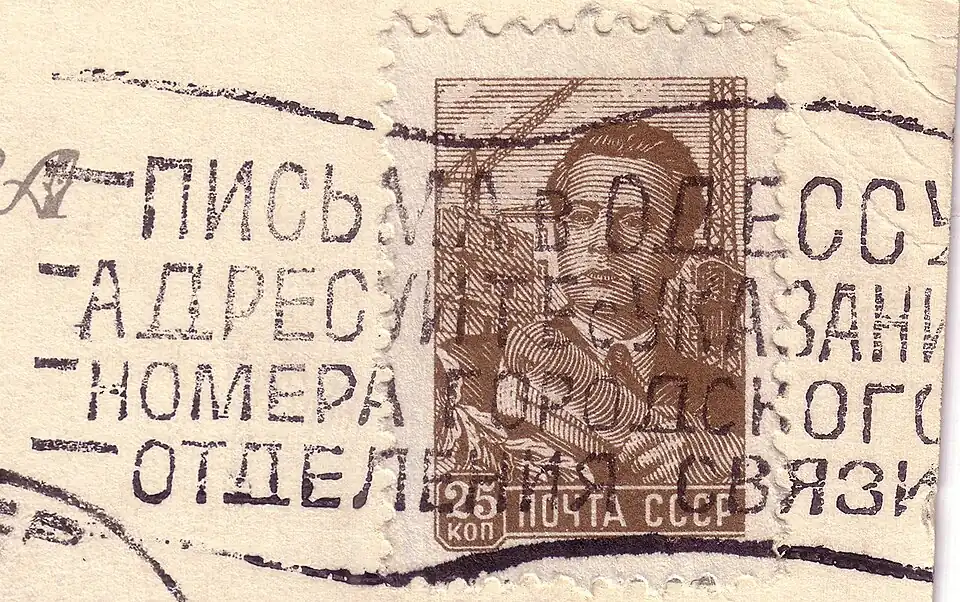 ПИСЬМА В ОДЕССУ
АДРЕСУЙТЕ С УКАЗАНИ
НОМЕРА ГОРОДСКОГО
ОТДЕЛЕНИЯ СВЯЗИ
25 КОП
ПОЧТА СССР